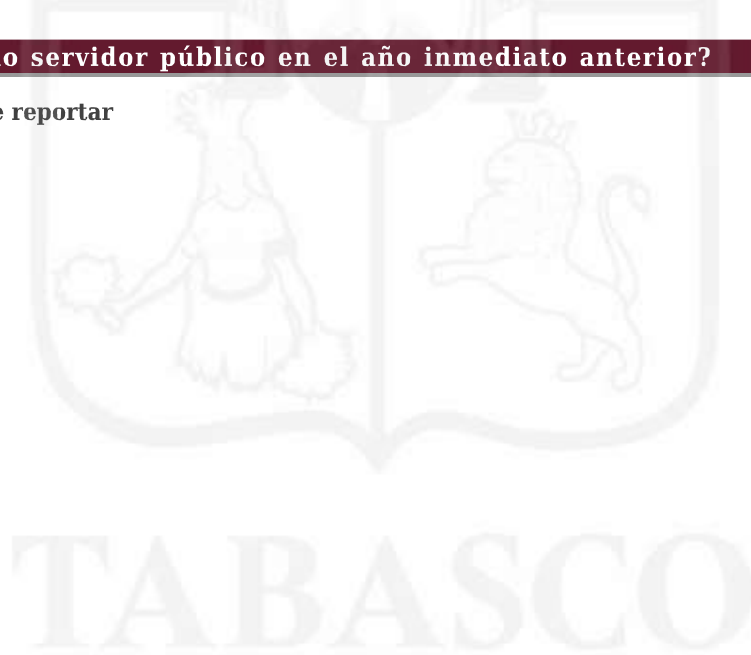 o servidor público en el año inmediato anterior?
e reportar
TABASCO